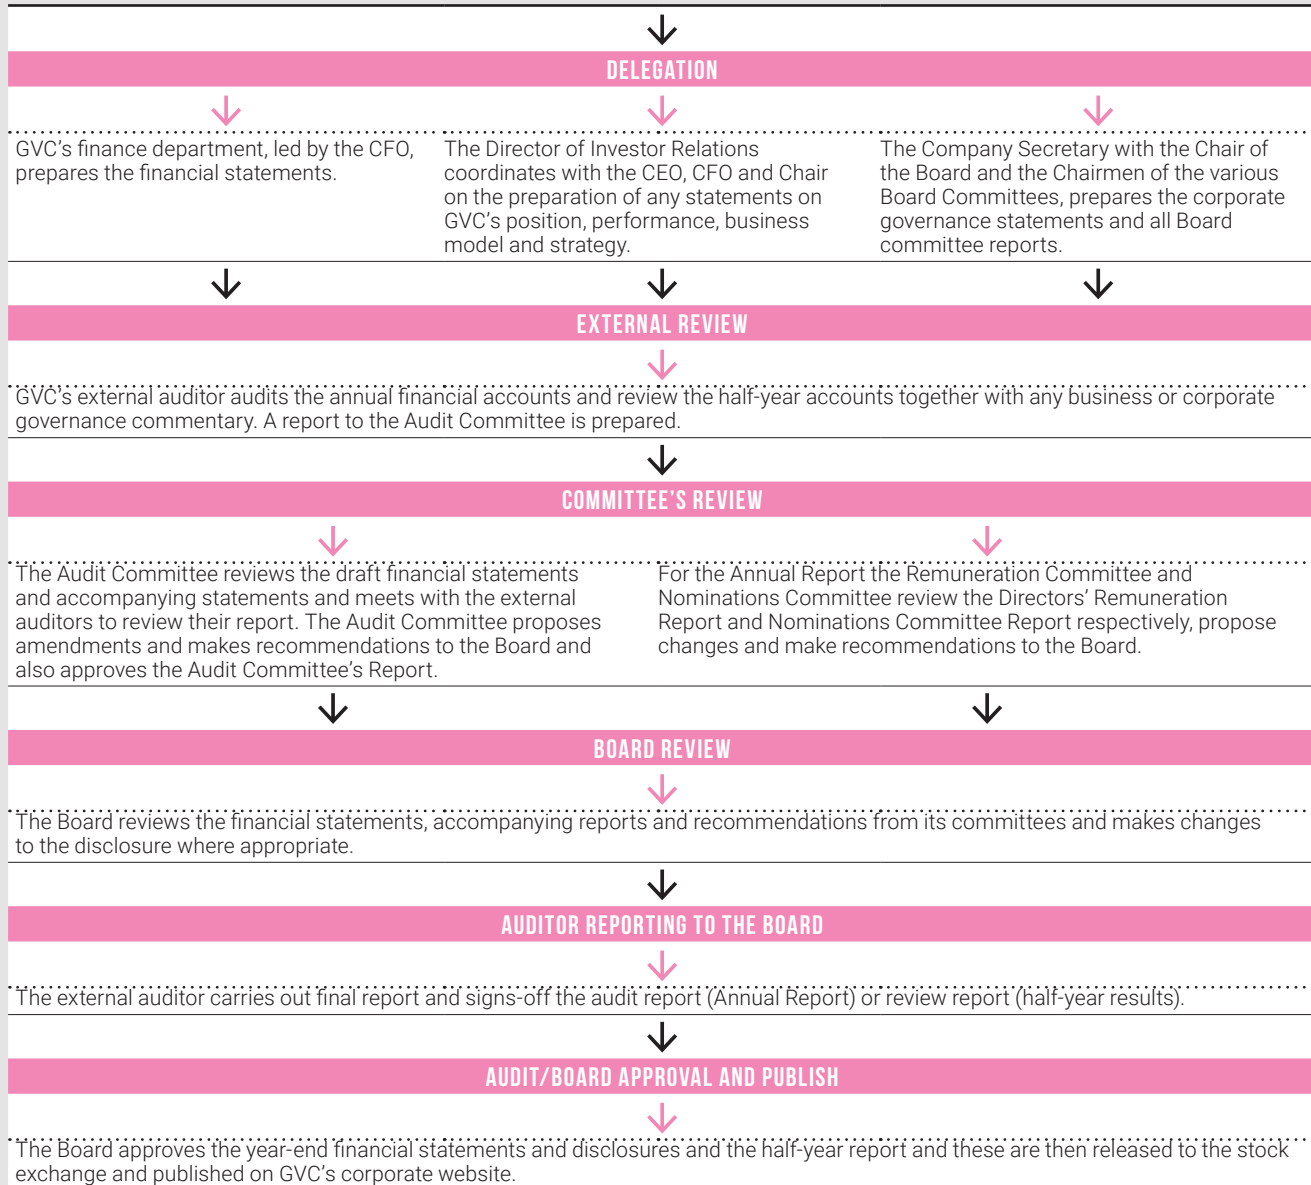 DELEGATION
GVC's finance department, led by the CFO,
prepares the financial statements.
The Director of Investor Relations
coordinates with the CEO, CFO and Chair
on the preparation of any statements on
GVC's position, performance, business
model and strategy.
The Company Secretary with the Chair of
the Board and the Chairmen of the various
Board Committees, prepares the corporate
governance statements and all Board
committee reports.
EXTERNAL REVIEW
GVC's external auditor audits the annual financial accounts and review the half-year accounts together with any business or corporate
governance commentary. A report to the Audit Committee is prepared.
COMMITTEE'S REVIEW
The Audit Committee reviews the draft financial statements
and accompanying statements and meets with the external
auditors to review their report. The Audit Committee proposes
amendments and makes recommendations to the Board and
also approves the Audit Committee's Report.
For the Annual Report the Remuneration Committee and
Nominations Committee review the Directors' Remuneration
Report and Nominations Committee Report respectively, propose
changes and make recommendations to the Board.
BOARD REVIEW
The Board reviews the financial statements, accompanying reports and recommendations from its committees and makes changes
to the disclosure where appropriate.
AUDITOR REPORTING TO THE BOARD
The external auditor carries out final report and signs-off the audit report (Annual Report) or review report (half-year results).
AUDIT/BOARD APPROVAL AND PUBLISH
The Board approves the year-end financial statements and disclosures and the half-year report and these are then released to the stock
exchange and published on GVC's corporate website.